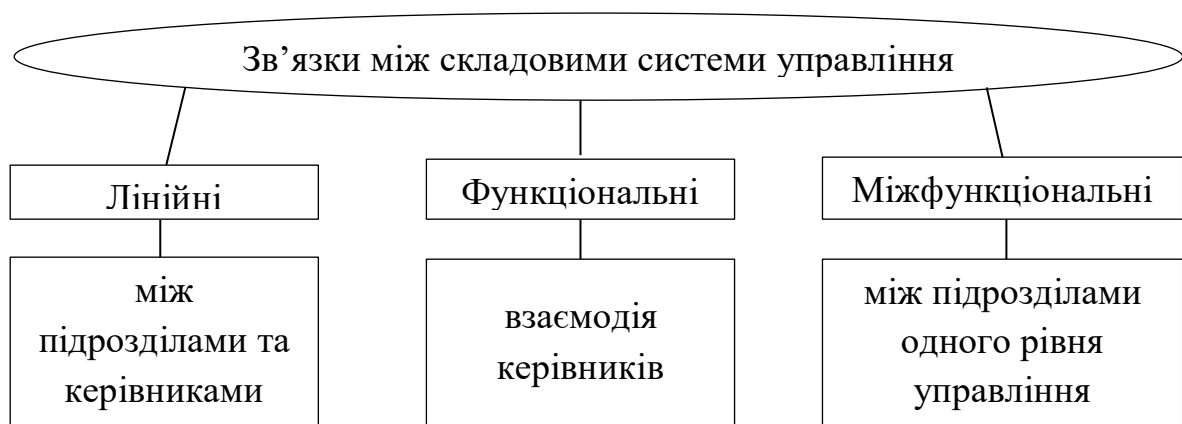 Зв’язки між складовими системи управління
Лінійні
Функціональні
Міжфункціональні
між
підрозділами та
керівниками
взаємодія
керівників
між підрозділами
одного рівня
управління